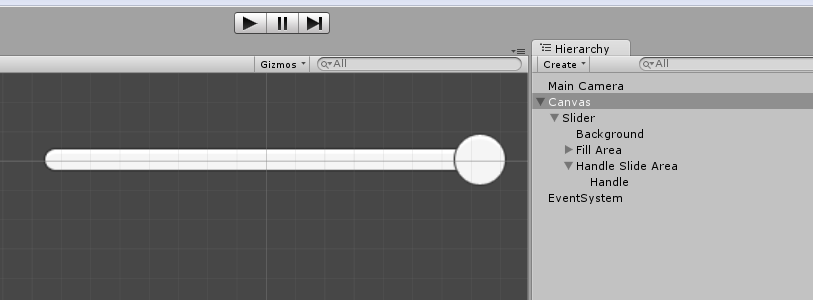 Hierarchy
Gizmos All Create All
Main Camera
Canvas
Slider
Background
Fill Area
Handle Slide Area
Handle
EventSystem